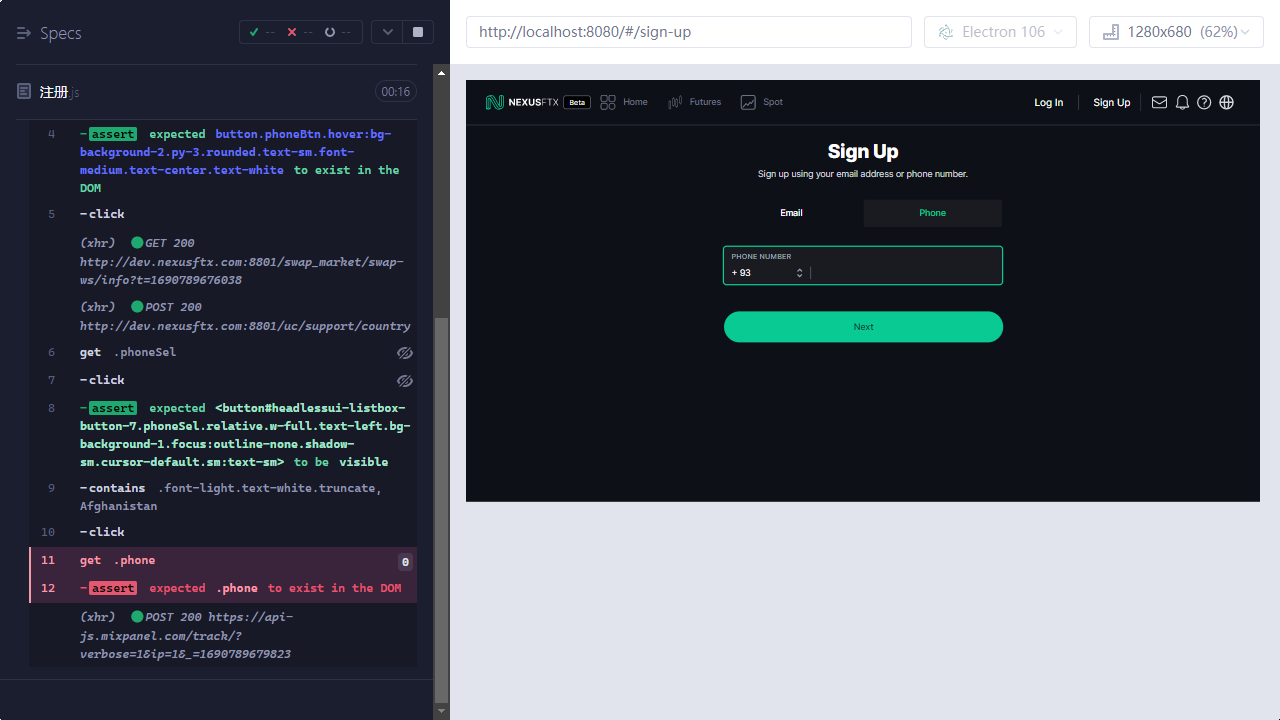 Specs
-- -- --
注册.js
00:16
4 -assert expected button.phoneBtn.hover:bg-
background-2.py-3.rounded.text-sm.font-
medium.text-center.text-white to exist in the
DOM
5 -click
(xhr) GET 200
http://dev.nexusftx.com:8801/swap_market/swap-
ws/info?t=1690789676038
(xhr) POST 200
http://dev.nexusftx.com:8801/uc/support/country
6 get .phoneSel
7 -click
8 -assert expected <button#headlessui-listbox-
button-7.phoneSel.relative.w-full.text-left.bg-
background-1.focus:outline-none.shadow-
sm.cursor-default.sm:text-sm> to be visible
9 -contains .font-light.text-white.truncate,
Afghanistan
10 -click
11 get .phone 0
12 -assert expected .phone to exist in the DOM
(xhr) POST 200 https://api-
js.mixpanel.com/track/?
verbose=1&ip=1&_=1690789679823
http://localhost:8080/#/sign-up
Electron 106
1280x680 (62%)
NEXUSFTX Beta Home Futures Spot Log In Sign Up
Sign Up
Sign up using your email address or phone number.
Email Phone
PHONE NUMBER
+ 93
Next